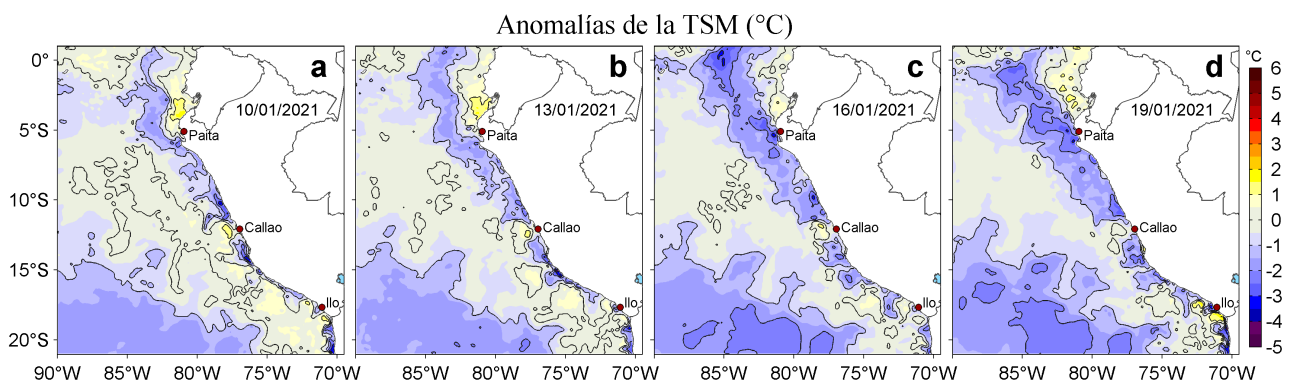 Anomalías de la TSM (°C)
a
b
c
d
10/01/2021
13/01/2021
16/01/2021
19/01/2021
0°
5°S
10°S
15°S
20°S
Paita
Callao
Ilo
Paita
Callao
Ilo
Paita
Callao
Ilo
Paita
Callao
Ilo
90°W 85°W 80°W 75°W 70°W
85°W 80°W 75°W 70°W
85°W 80°W 75°W 70°W
85°W 80°W 75°W 70°W
°C
6
5
4
3
2
1
0
-1
-2
-3
-4
-5